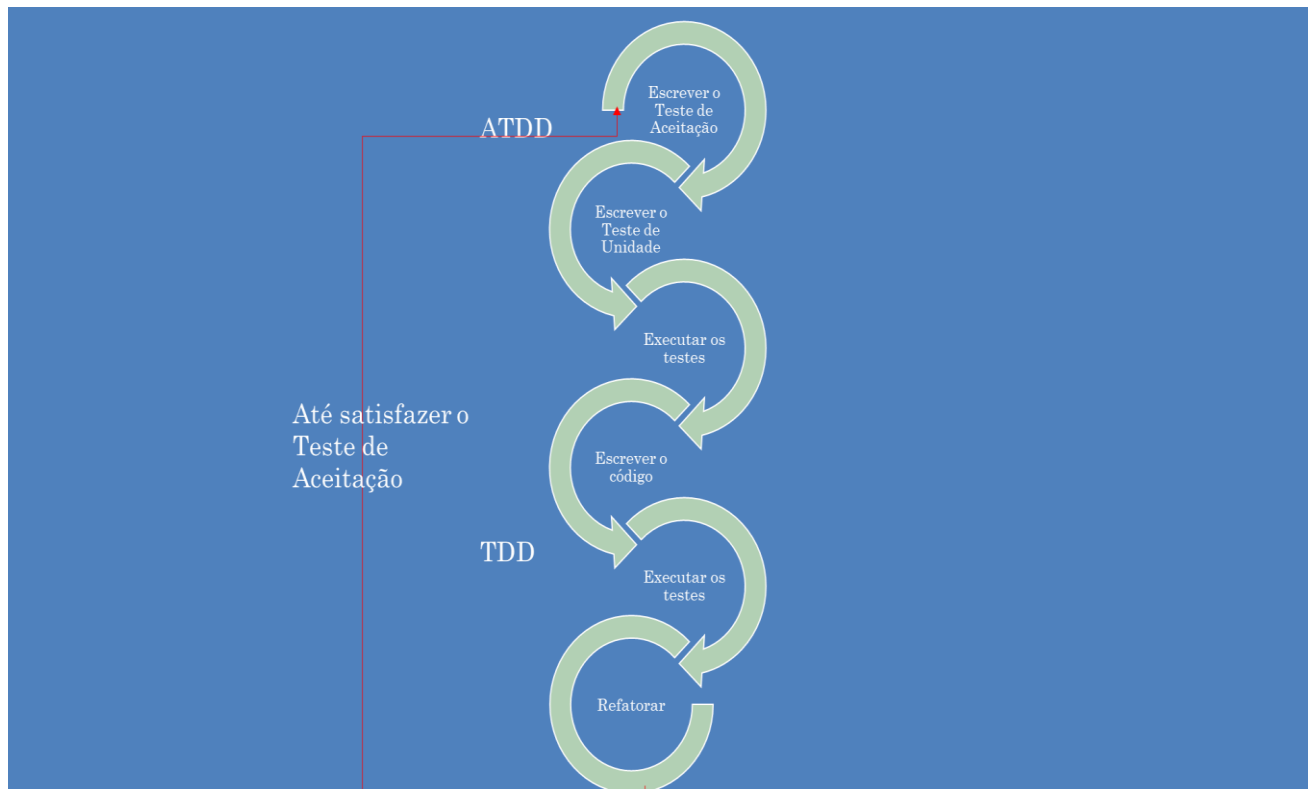 Escrever o
Teste de
Aceitação
ATDD
Escrever o
Teste de
Unidade
Executar os
testes
Até satisfazer o
Teste de
Aceitação
Escrever o
código
TDD
Executar os
testes
Refatorar